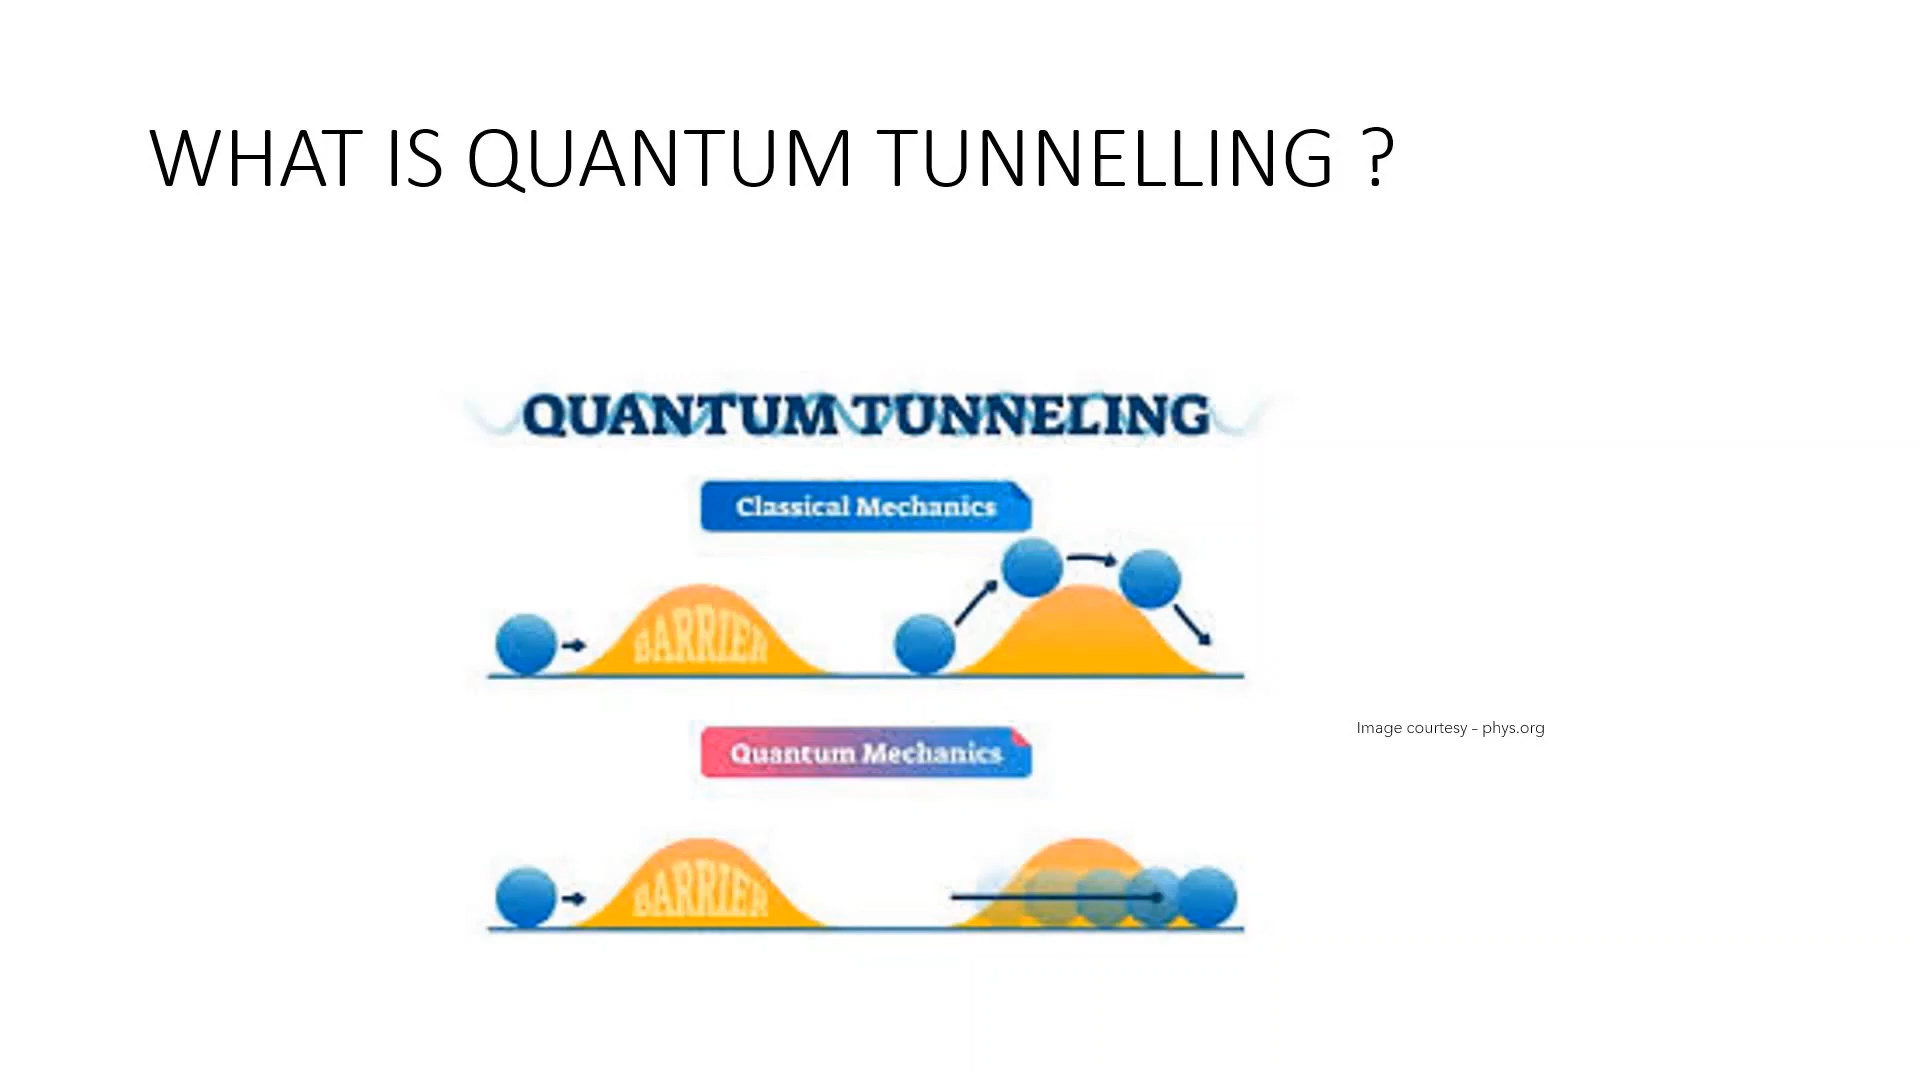 WHAT IS QUANTUM TUNNELLING ?
QUANTUM TUNNELING
Classical Mechanics
BARRIER
Image courtesy - phys.org
Quantum Mechanics
BARRIER